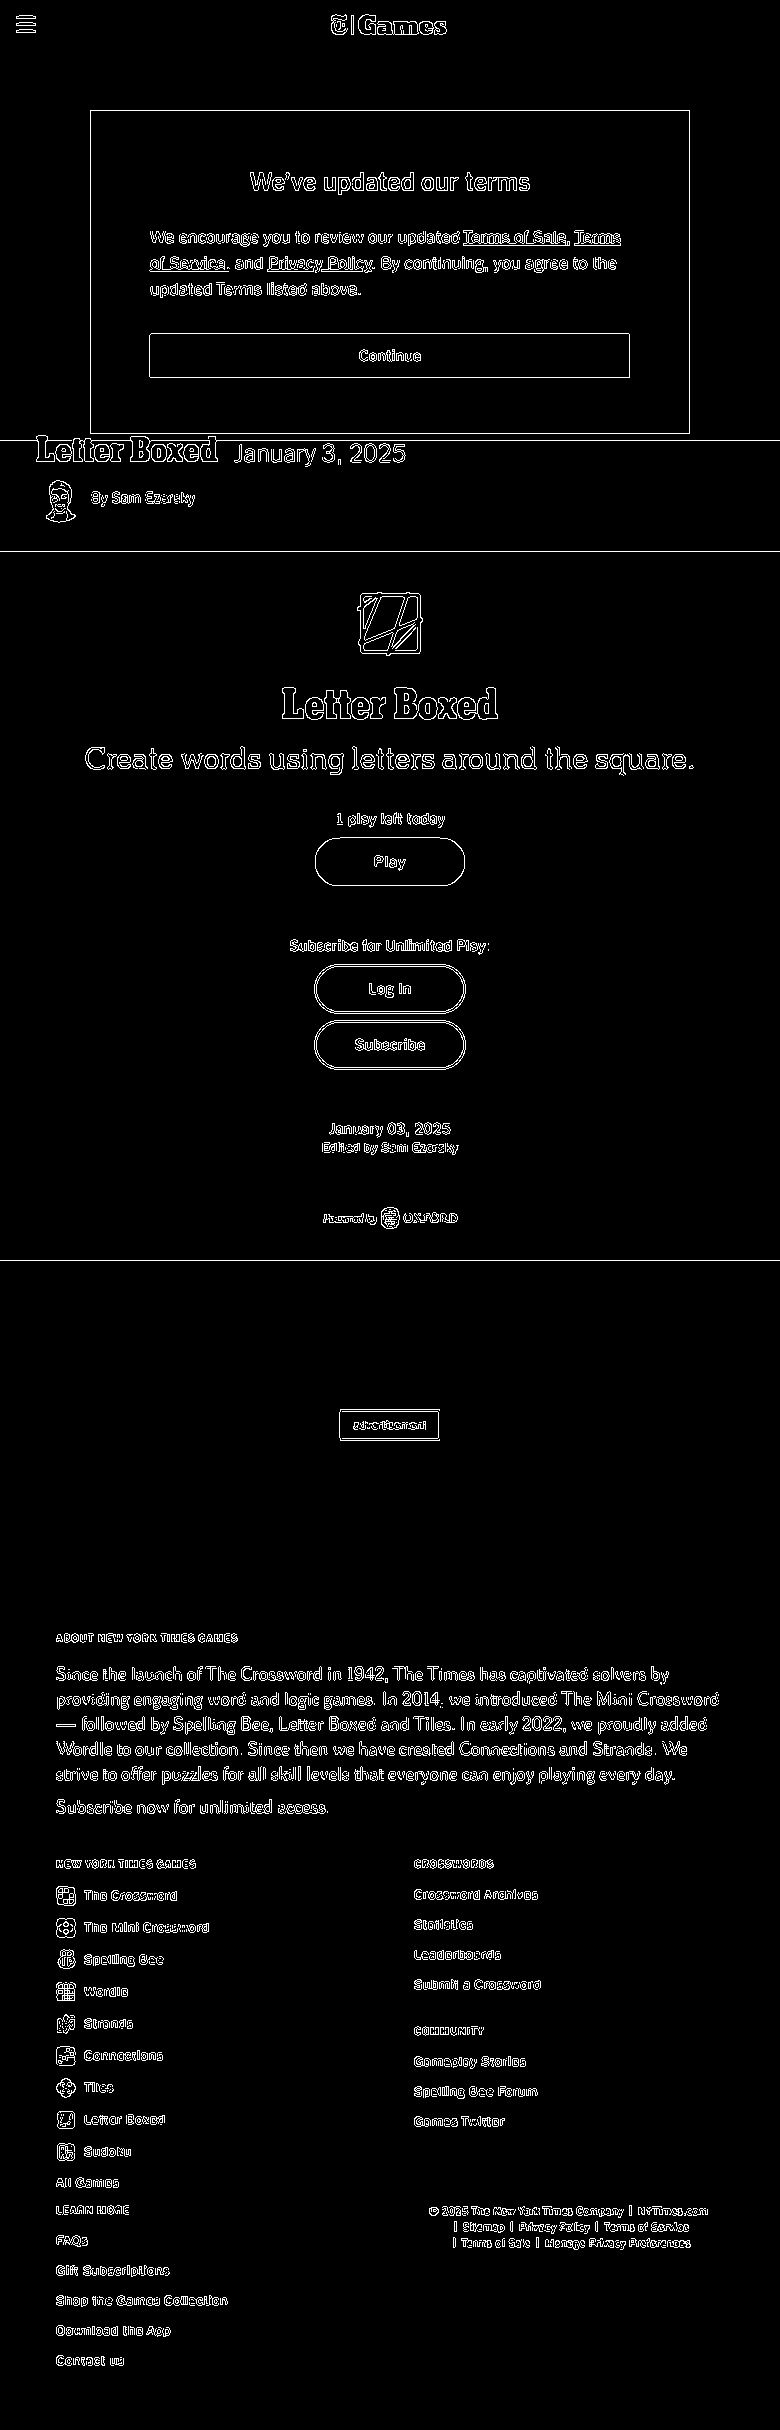 T Games
We've updated our terms
We encourage you to review our updated Terms of Sale, Terms
of Service, and Privacy Policy. By continuing, you agree to the
updated Terms listed above.
Continue
Letter Boxed January 3, 2025
By Sam Ezersky
Letter Boxed
Create words using letters around the square.
1 play left today
Play
Subscribe for Unlimited Play:
Log In
Subscribe
January 03, 2025
Edited by Sam Ezersky
Powered by OXFORD
advertisement
ABOUT NEW YORK TIMES GAMES
Since the launch of The Crossword in 1942, The Times has captivated solvers by
providing engaging word and logic games. In 2014, we introduced The Mini Crossword
— followed by Spelling Bee, Letter Boxed and Tiles. In early 2022, we proudly added
Wordle to our collection. Since then we have created Connections and Strands. We
strive to offer puzzles for all skill levels that everyone can enjoy playing every day.
Subscribe now for unlimited access.
NEW YORK TIMES GAMES
The Crossword
The Mini Crossword
Spelling Bee
Wordle
Strands
Connections
Tiles
Letter Boxed
Sudoku
All Games
CROSSWORDS
Crossword Archives
Statistics
Leaderboards
Submit a Crossword
COMMUNITY
Gameplay Stories
Spelling Bee Forum
Games Twitter
LEARN MORE
FAQs
Gift Subscriptions
Shop the Games Collection
Download the App
Contact us
© 2025 The New York Times Company | NYTimes.com
| Sitemap | Privacy Policy | Terms of Service
| Terms of Sale | Manage Privacy Preferences